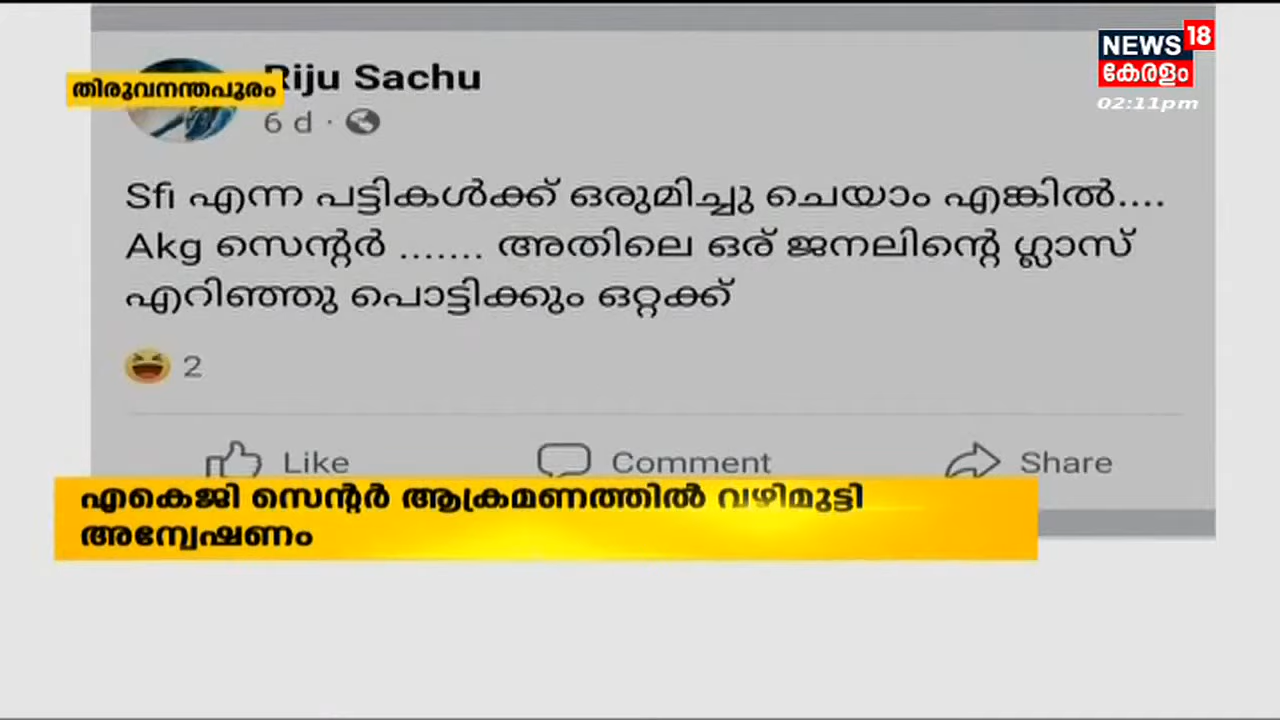 NEWS 18
കേരളം
02:11pm
തിരുവനന്തപുരം
Riju Sachu
6 d ·
Sfi എന്ന പട്ടികൾക്ക് ഒരുമിച്ചു ചെയാം എങ്കിൽ....
Akg സെന്റർ ....... അതിലെ ഒര് ജനലിന്റെ ഗ്ലാസ്
എറിഞ്ഞു പൊട്ടിക്കും ഒറ്റക്ക്
2
Like Comment Share
എകെജി സെന്റർ ആക്രമണത്തിൽ വഴിമുട്ടി
അന്വേഷണം